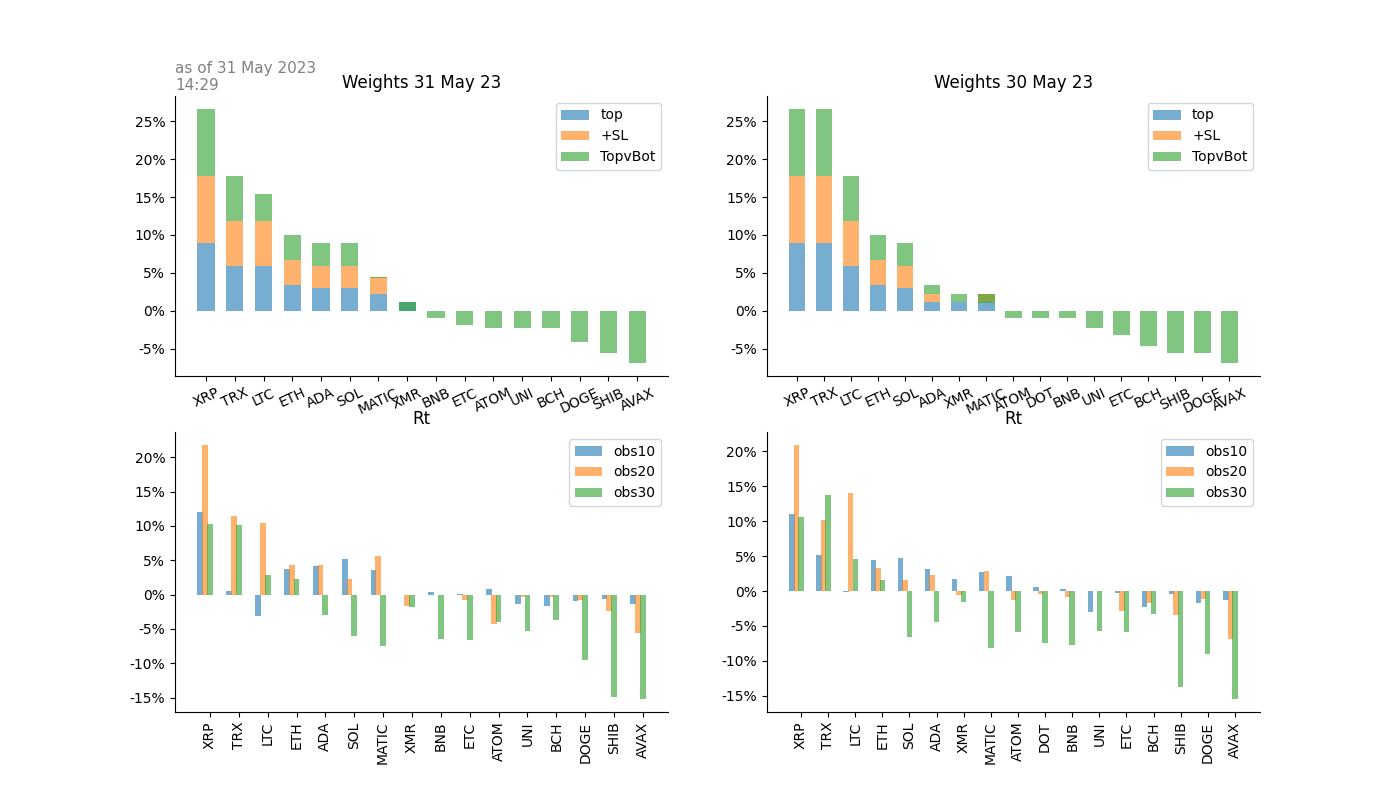 as of 31 May 2023
14:29
Weights 31 May 23
25%
20%
15%
10%
5%
0%
-5%
top
+SL
TopvBot
XRP TRX LTC ETH ADA SOL MATIC XMR BNB ETC ATOM UNI BCH DOGE SHIB AVAX
Weights 30 May 23
25%
20%
15%
10%
5%
0%
-5%
top
+SL
TopvBot
XRP TRX LTC ETH SOL ADA XMR MATIC ATOM DOT BNB UNI ETC BCH SHIB DOGE AVAX
Rt
20%
15%
10%
5%
0%
-5%
-10%
-15%
obs10
obs20
obs30
XRP TRX LTC ETH ADA SOL MATIC XMR BNB ETC ATOM UNI BCH DOGE SHIB AVAX
Rt
20%
15%
10%
5%
0%
-5%
-10%
-15%
obs10
obs20
obs30
XRP TRX LTC ETH SOL ADA XMR MATIC ATOM DOT BNB UNI ETC BCH SHIB DOGE AVAX